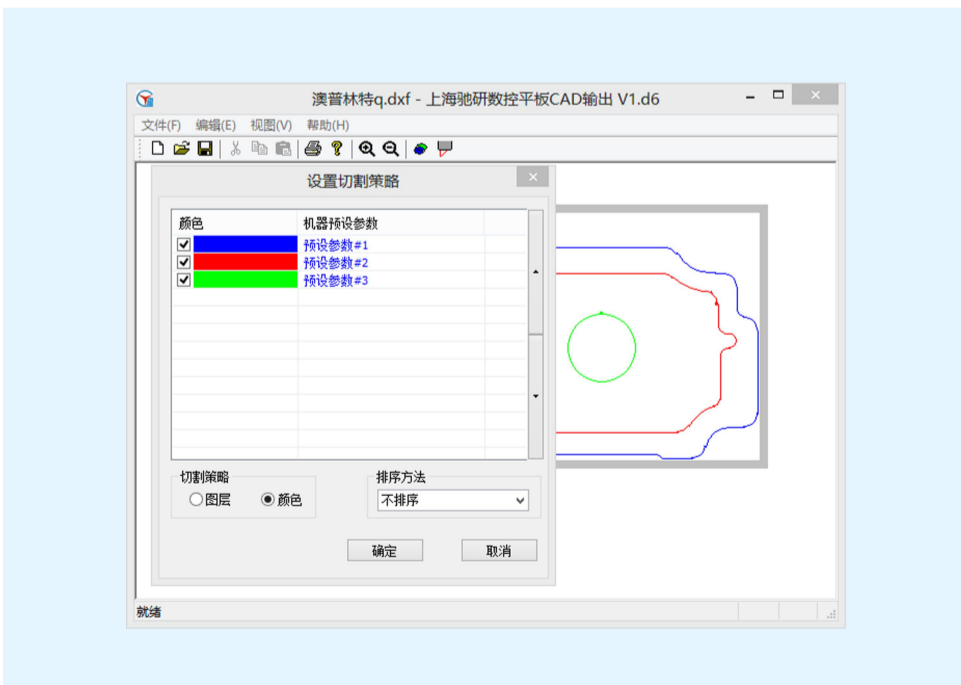 澳普林特q.dxf - 上海驰研数控平板CAD输出 V1.d6
文件(F) 编辑(E) 视图(V) 帮助(H)
设置切割策略
颜色 机器预设参数
预设参数#1
预设参数#2
预设参数#3
切割策略 排序方法
图层 颜色 不排序
确定 取消
就绪